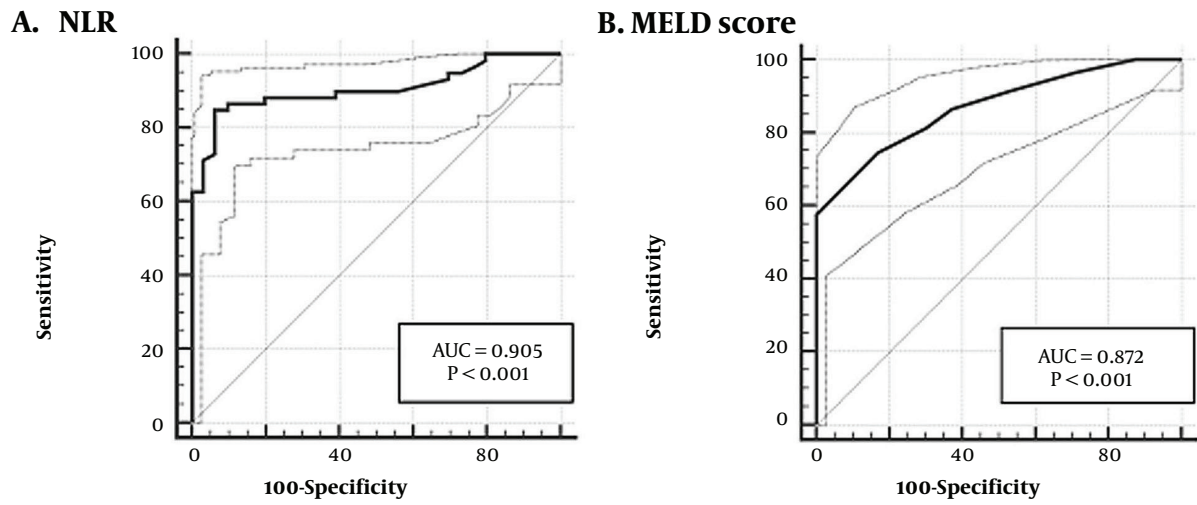 A. NLR
100
80
60
40
20
0
Sensitivity
0 40 80
100-Specificity
AUC = 0.905
P < 0.001
B. MELD score
100
80
60
40
20
0
Sensitivity
0 40 80
100-Specificity
AUC = 0.872
P < 0.001